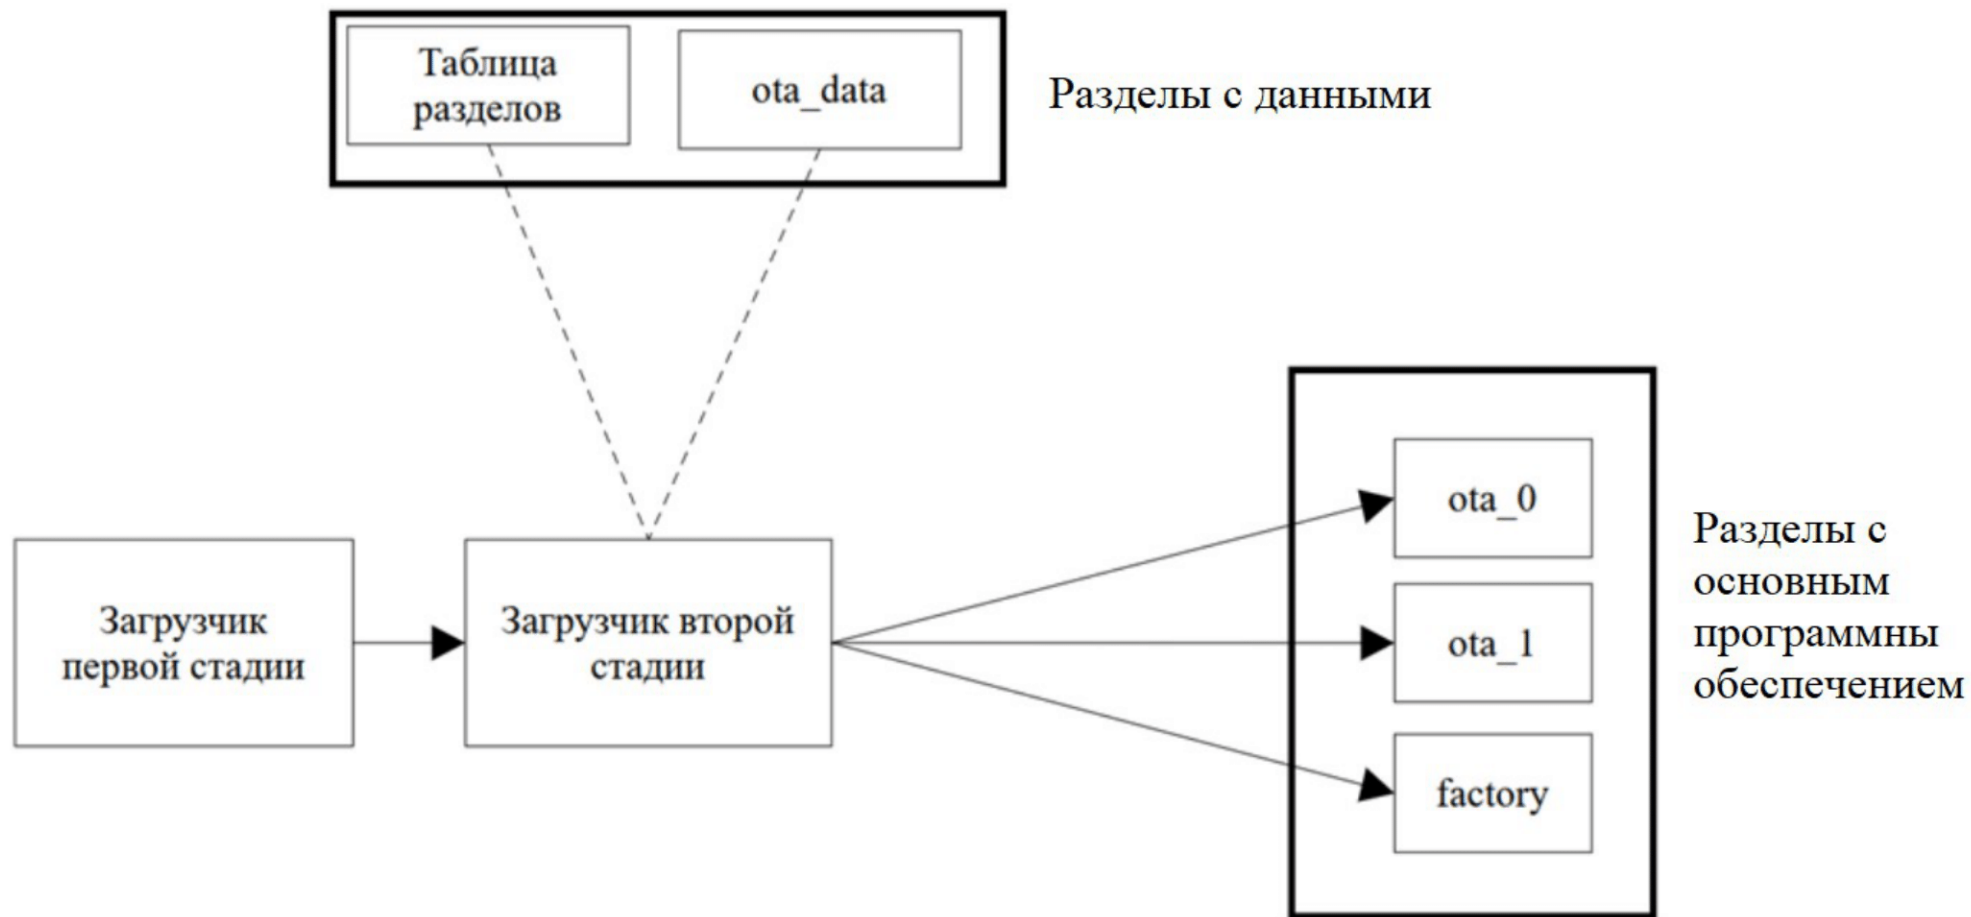 Таблица
разделов
ota_data
Разделы с данными
Загрузчик
первой стадии
Загрузчик второй
стадии
ota_0
ota_1
factory
Разделы с
основным
программны
обеспечением